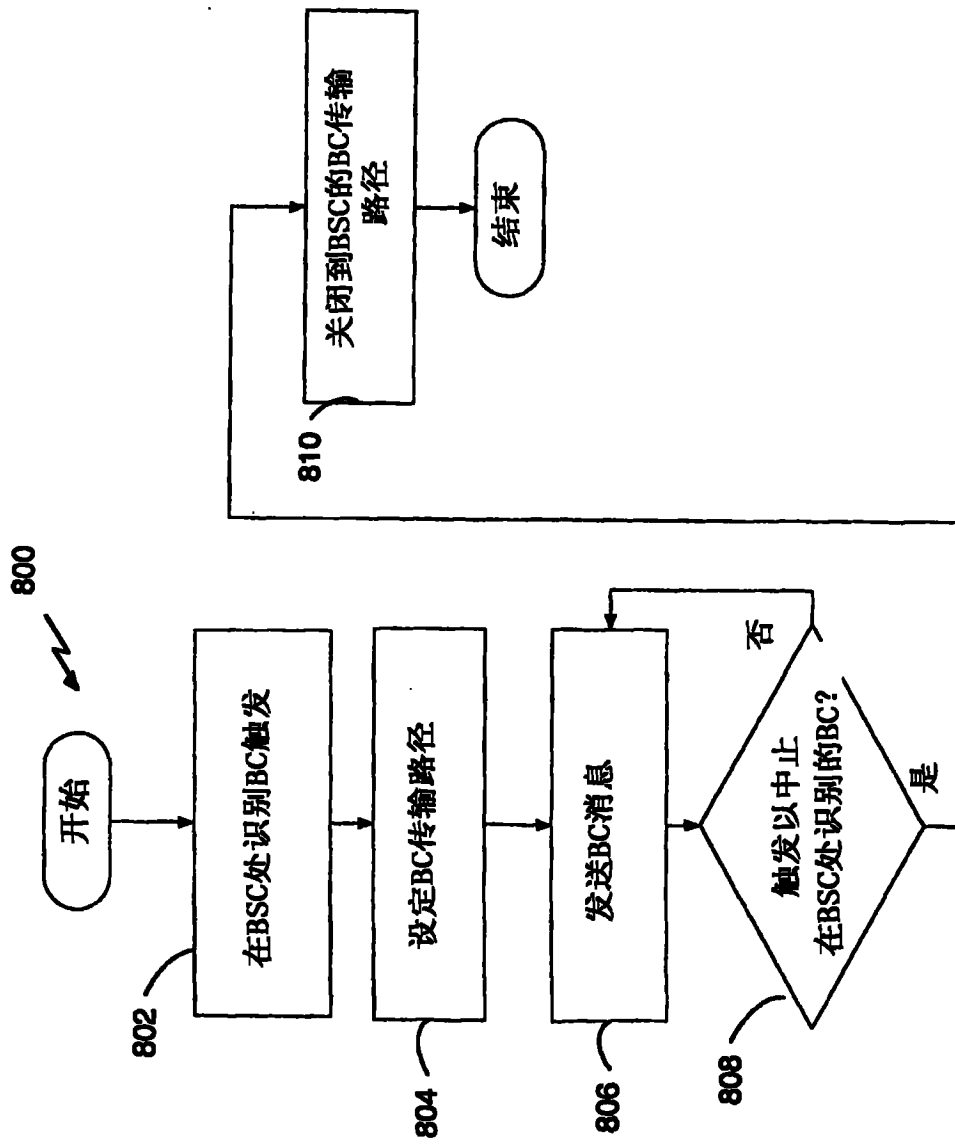 800
开始
802
在BSC处识别BC触发
804
设定BC传输路径
806
发送BC消息
808
触发以中止
在BSC处识别的BC?
否
是
810
关闭到BSC的BC传输
路径
结束